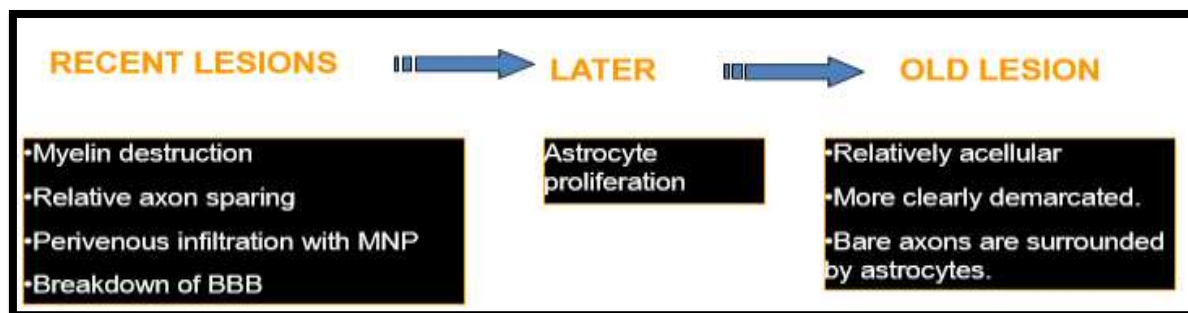 RECENT LESIONS
LATER
OLD LESION
•Myelin destruction
•Relative axon sparing
•Perivenous infiltration with MNP
•Breakdown of BBB
Astrocyte
proliferation
•Relatively acellular
•More clearly demarcated.
•Bare axons are surrounded
by astrocytes.